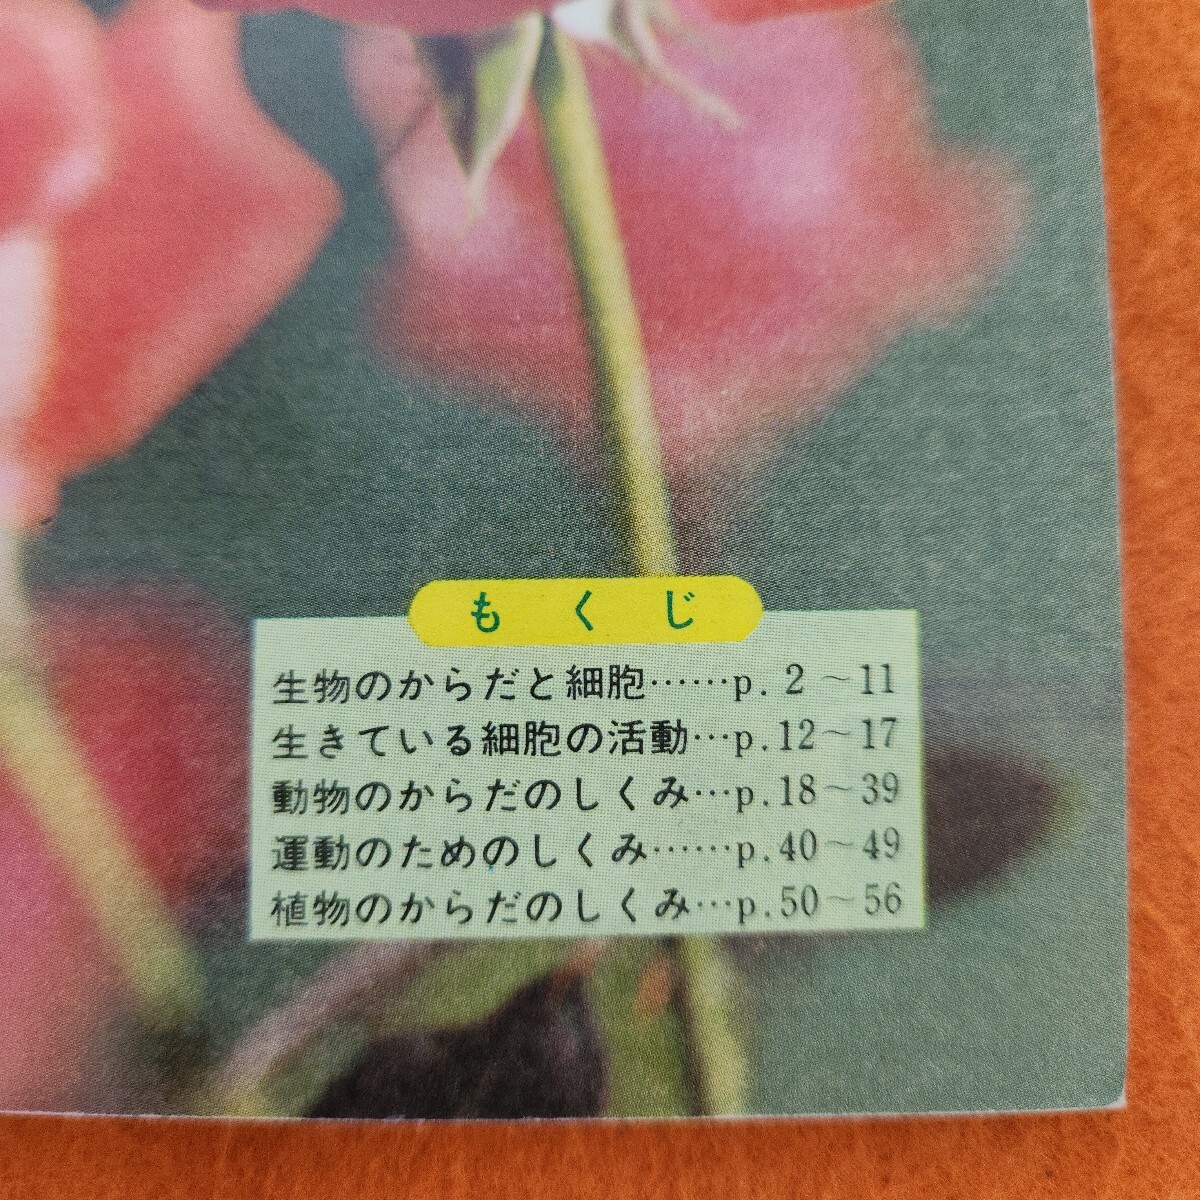 もくじ
生物のからだと細胞……p.2～11
生きている細胞の活動…p.12～17
動物のからだのしくみ…p.18～39
運動のためのしくみ……p.40～49
植物のからだのしくみ…p.50～56